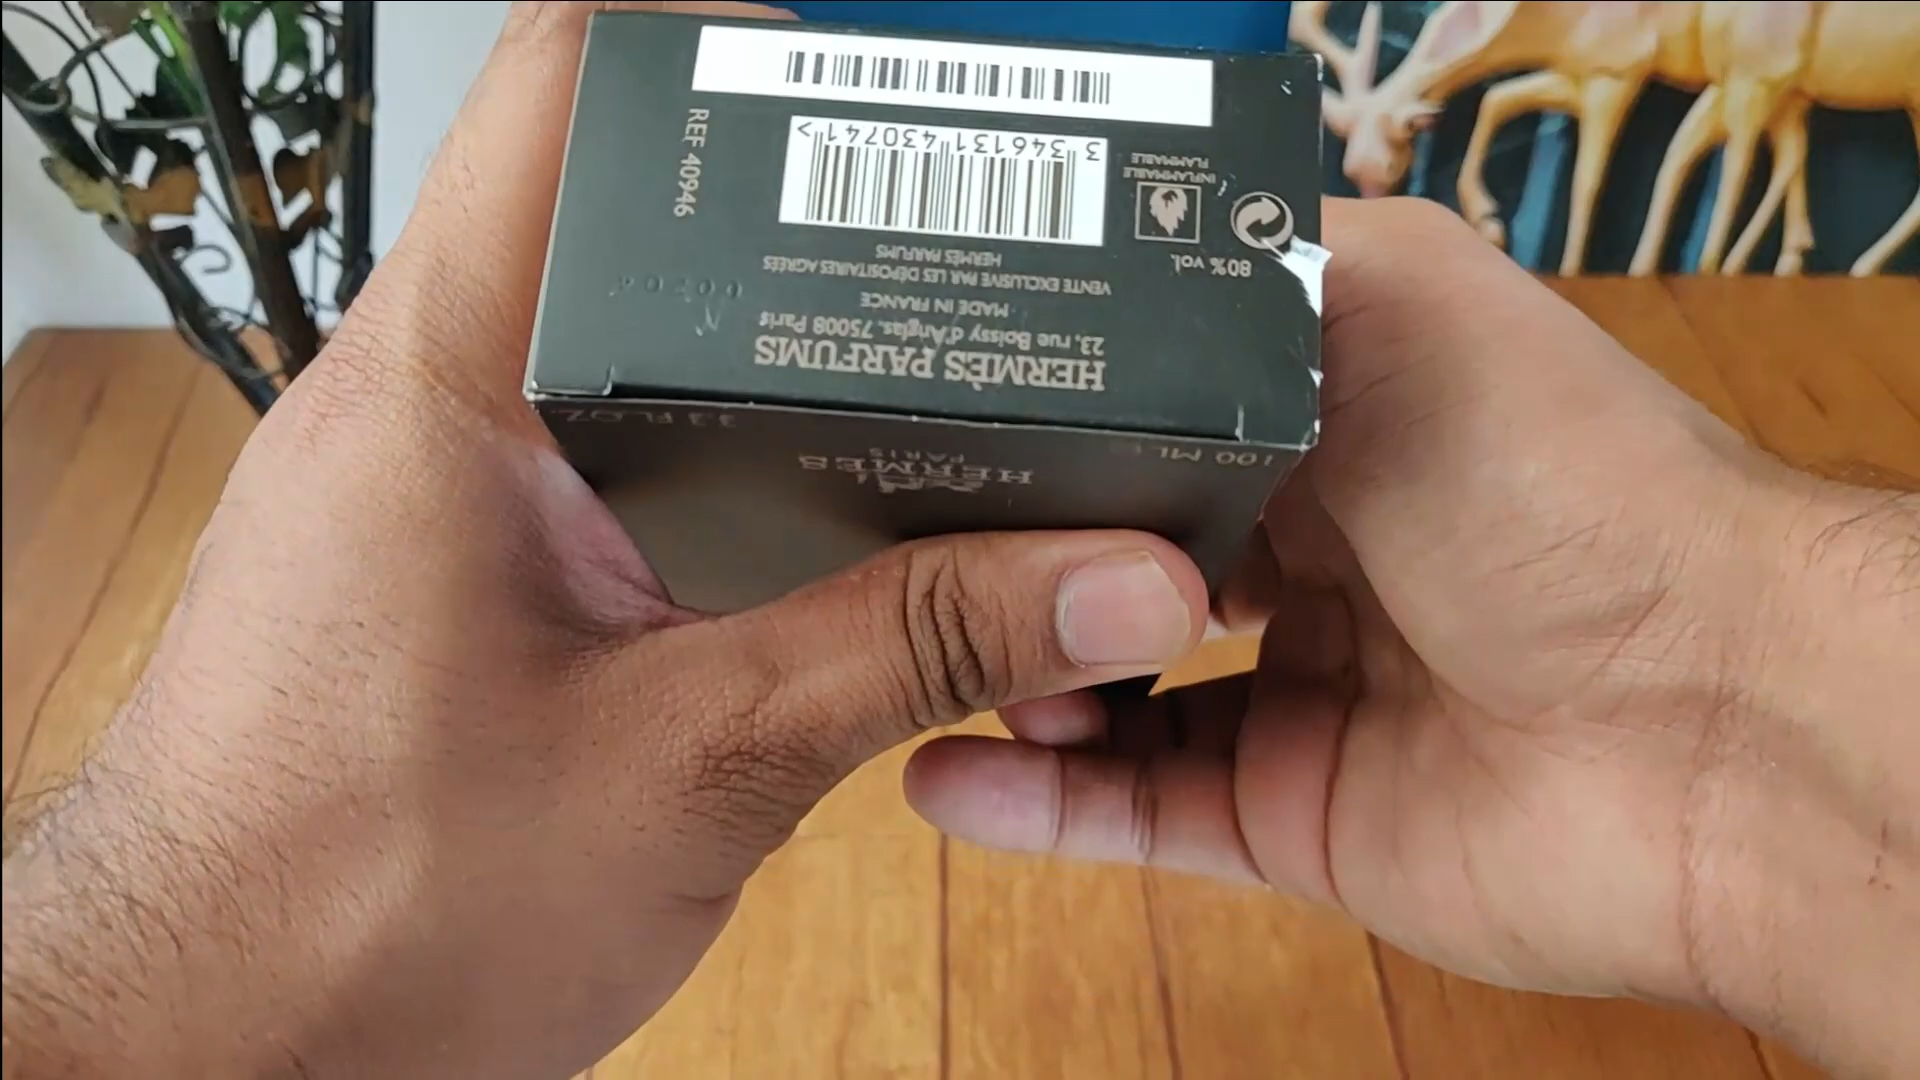 HERMÈS PARFUMS
23, rue Boissy d'Anglas, 75008 Paris
MADE IN FRANCE
VENTE EXCLUSIVE PAR LES DÉPOSITAIRES AGRÉÉS
HERMÈS PARFUMS
80% vol.
INFLAMMABLE
FLAMMABLE
3 346131 430741 >
REF 40946
HERMÈS
PARIS
100 ML
3.3 FL.OZ.